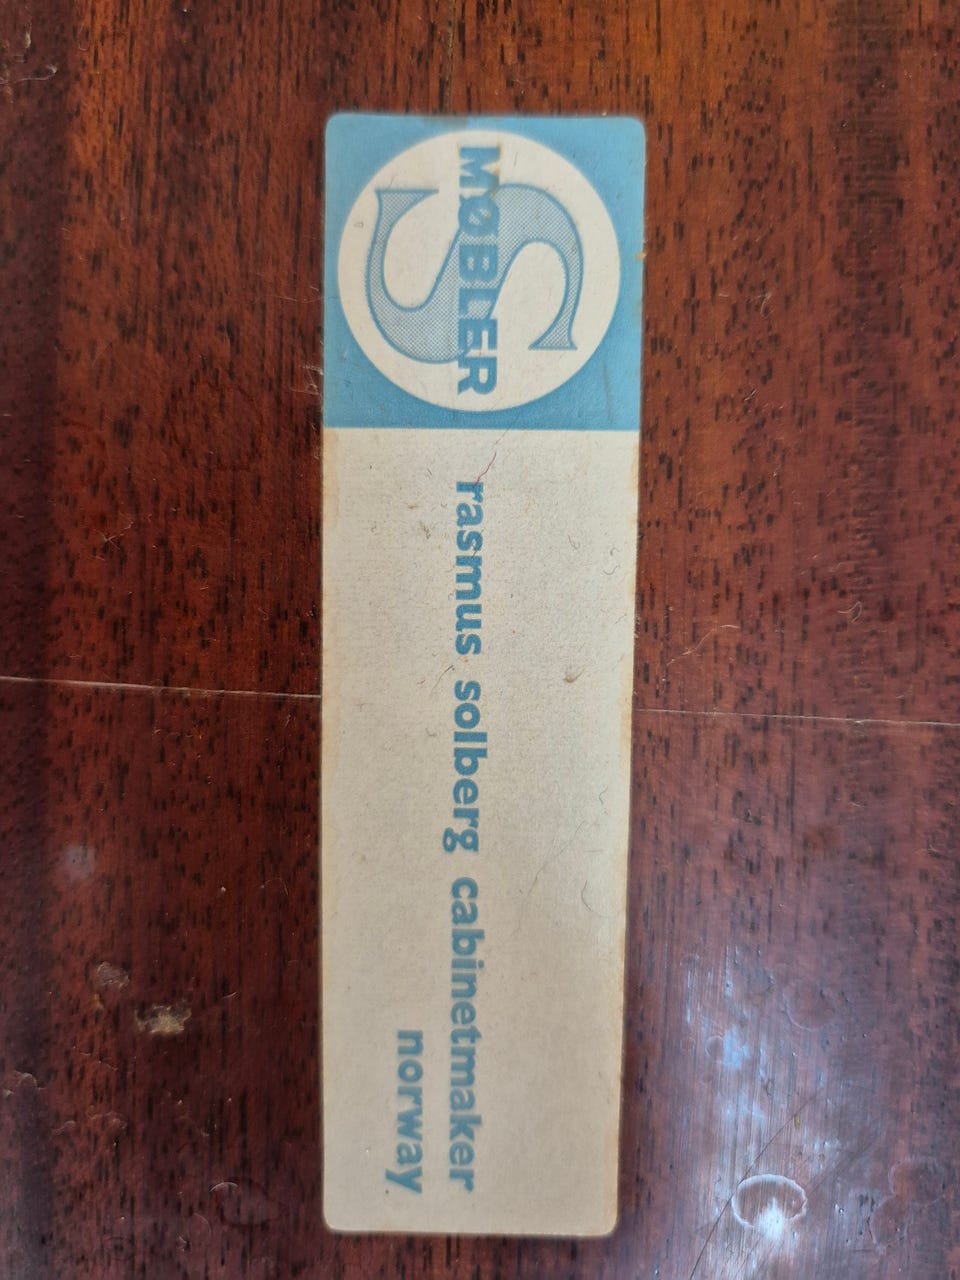 S
MØBLER
rasmus solberg cabinetmaker
norway